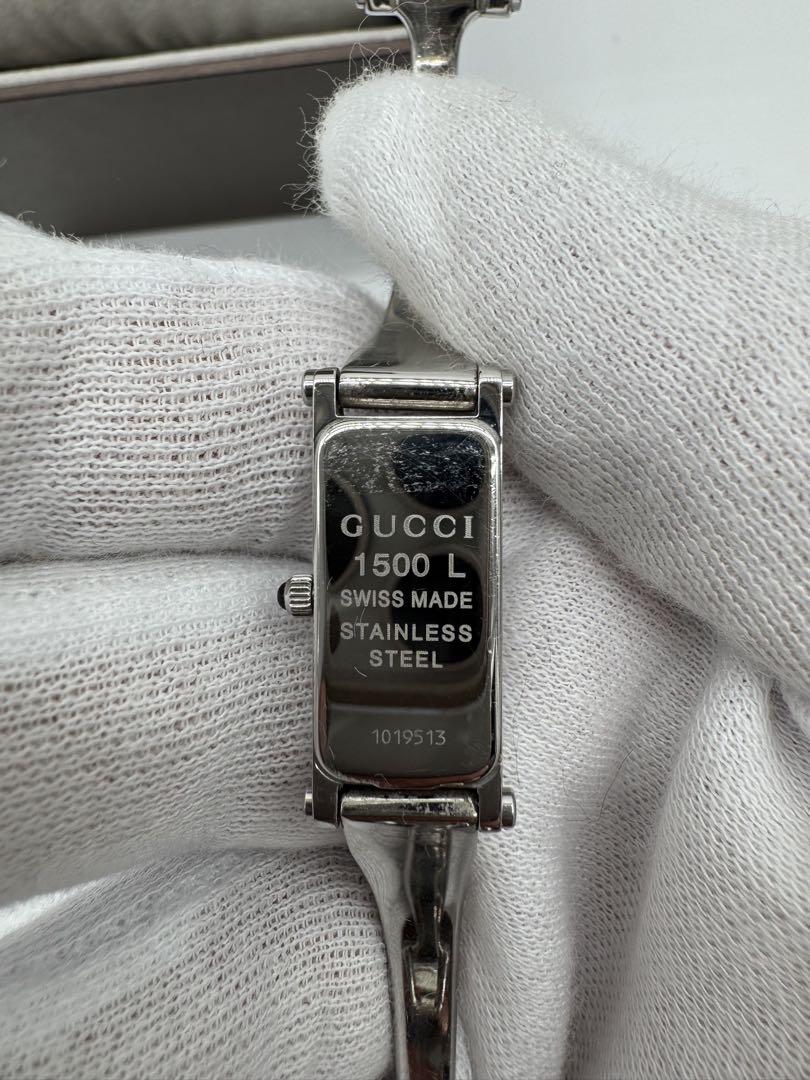 GUCCI
1500 L
SWISS MADE
STAINLESS
STEEL
1019513